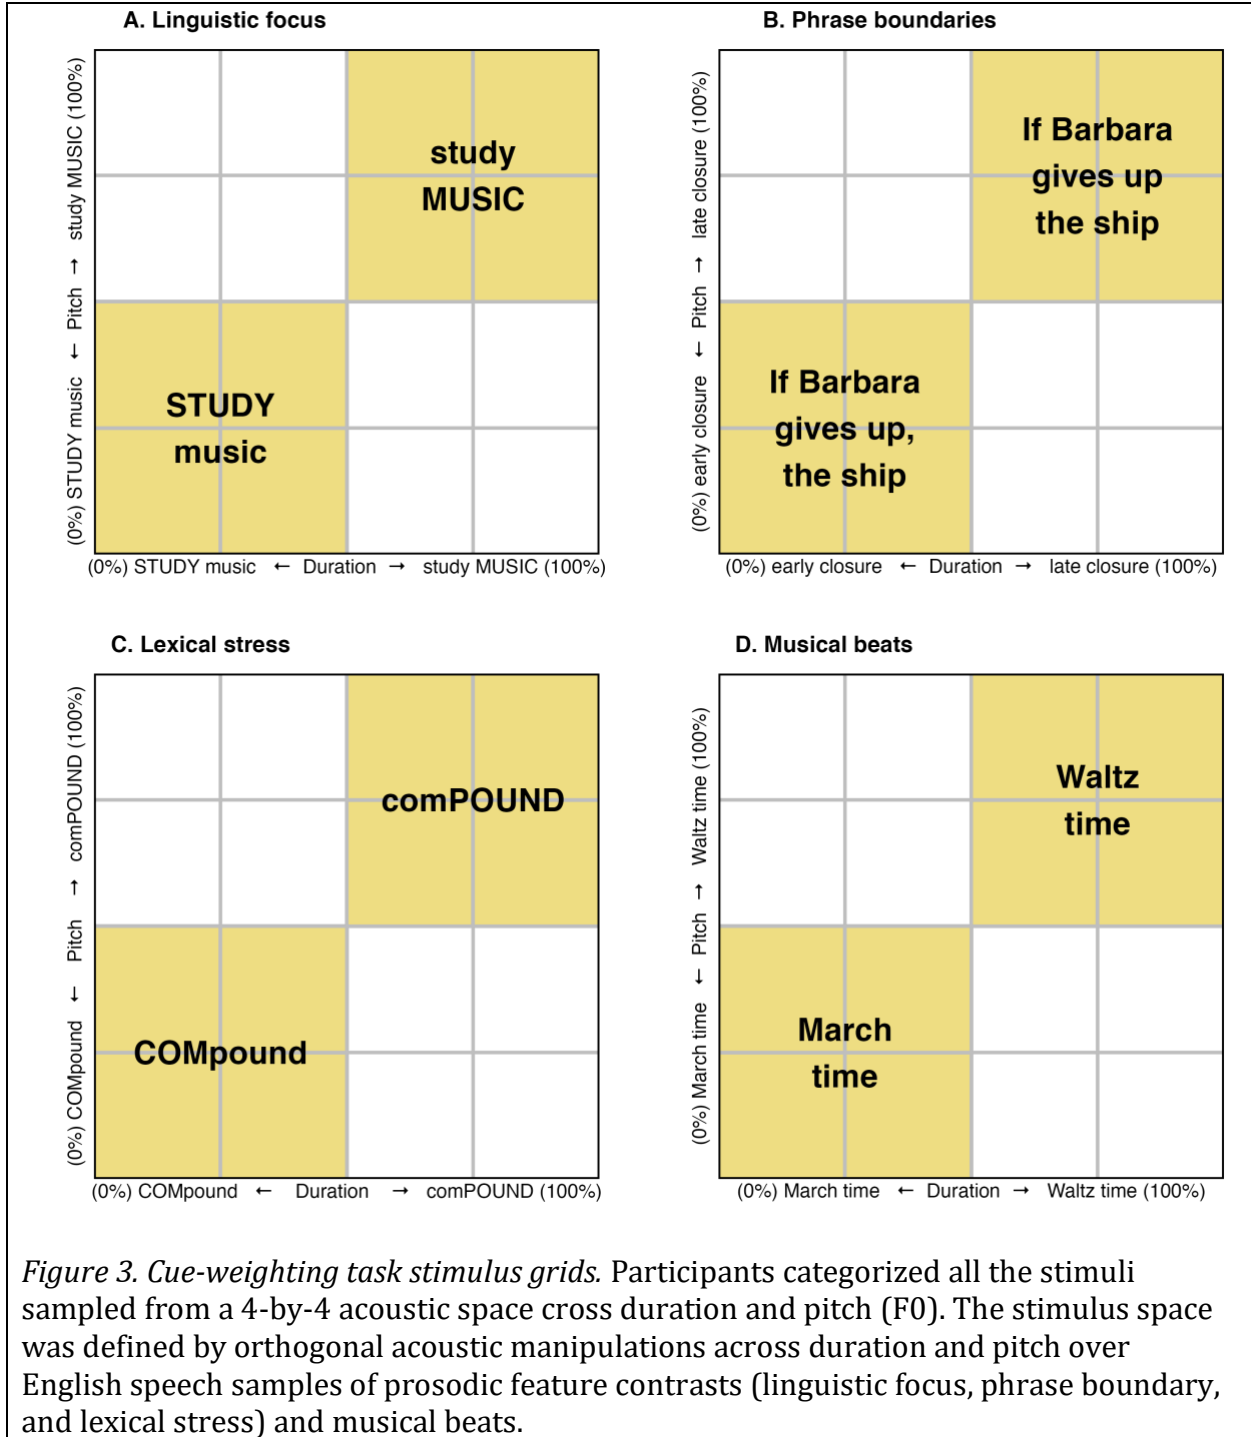 A. Linguistic focus
(0%) STUDY music ← Pitch → study MUSIC (100%)
study
MUSIC
STUDY
music
(0%) STUDY music ← Duration → study MUSIC (100%)
B. Phrase boundaries
(0%) early closure ← Pitch → late closure (100%)
If Barbara
gives up
the ship
If Barbara
gives up,
the ship
(0%) early closure ← Duration → late closure (100%)
C. Lexical stress
(0%) COMpound ← Pitch → comPOUND (100%)
comPOUND
COMpound
(0%) COMpound ← Duration → comPOUND (100%)
D. Musical beats
(0%) March time ← Pitch → Waltz time (100%)
Waltz
time
March
time
(0%) March time ← Duration → Waltz time (100%)
Figure 3. Cue-weighting task stimulus grids. Participants categorized all the stimuli
sampled from a 4-by-4 acoustic space cross duration and pitch (F0). The stimulus space
was defined by orthogonal acoustic manipulations across duration and pitch over
English speech samples of prosodic feature contrasts (linguistic focus, phrase boundary,
and lexical stress) and musical beats.